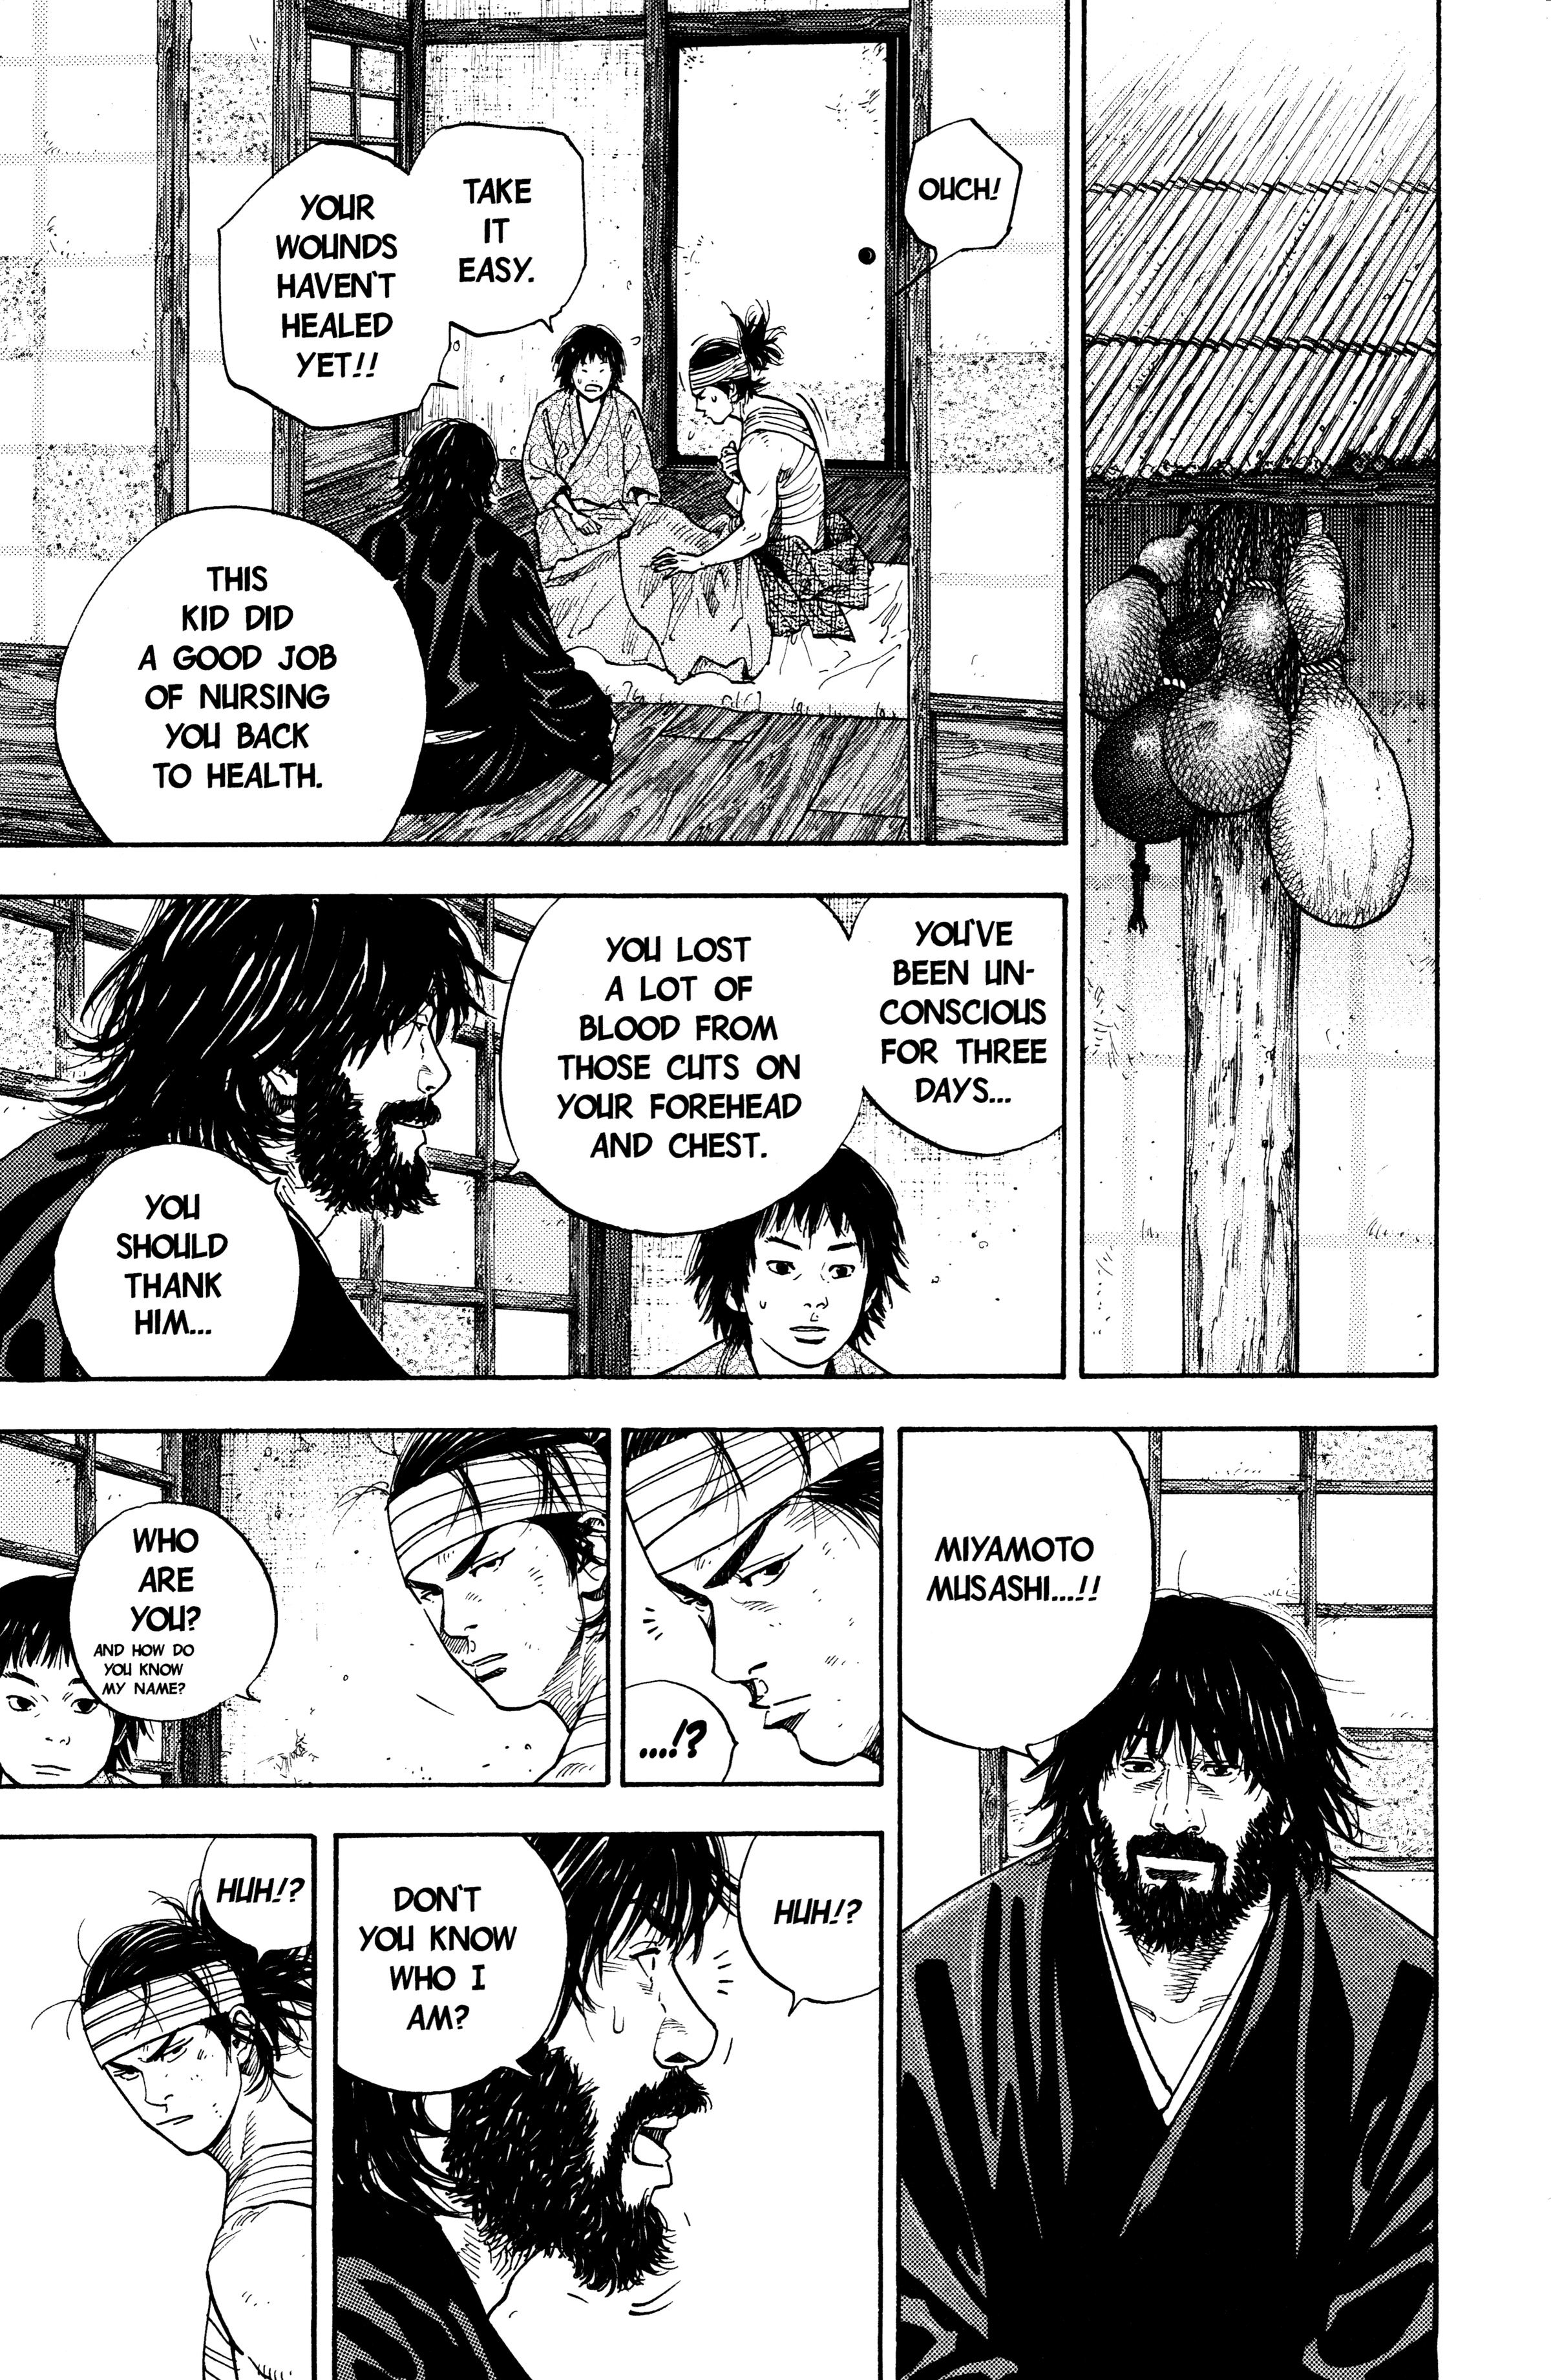 OUCH!
TAKE
IT
EASY.
YOUR
WOUNDS
HAVEN'T
HEALED
YET!!
THIS
KID DID
A GOOD JOB
OF NURSING
YOU BACK
TO HEALTH.
YOU'VE
BEEN UN-
CONSCIOUS
FOR THREE
DAYS...
YOU LOST
A LOT OF
BLOOD FROM
THOSE CUTS ON
YOUR FOREHEAD
AND CHEST.
YOU
SHOULD
THANK
HIM...
MIYAMOTO
MUSASHI...!!
....!?
WHO
ARE
YOU?
AND HOW DO
YOU KNOW
MY NAME?
HUH!?
DON'T
YOU KNOW
WHO I
AM?
HUH!?